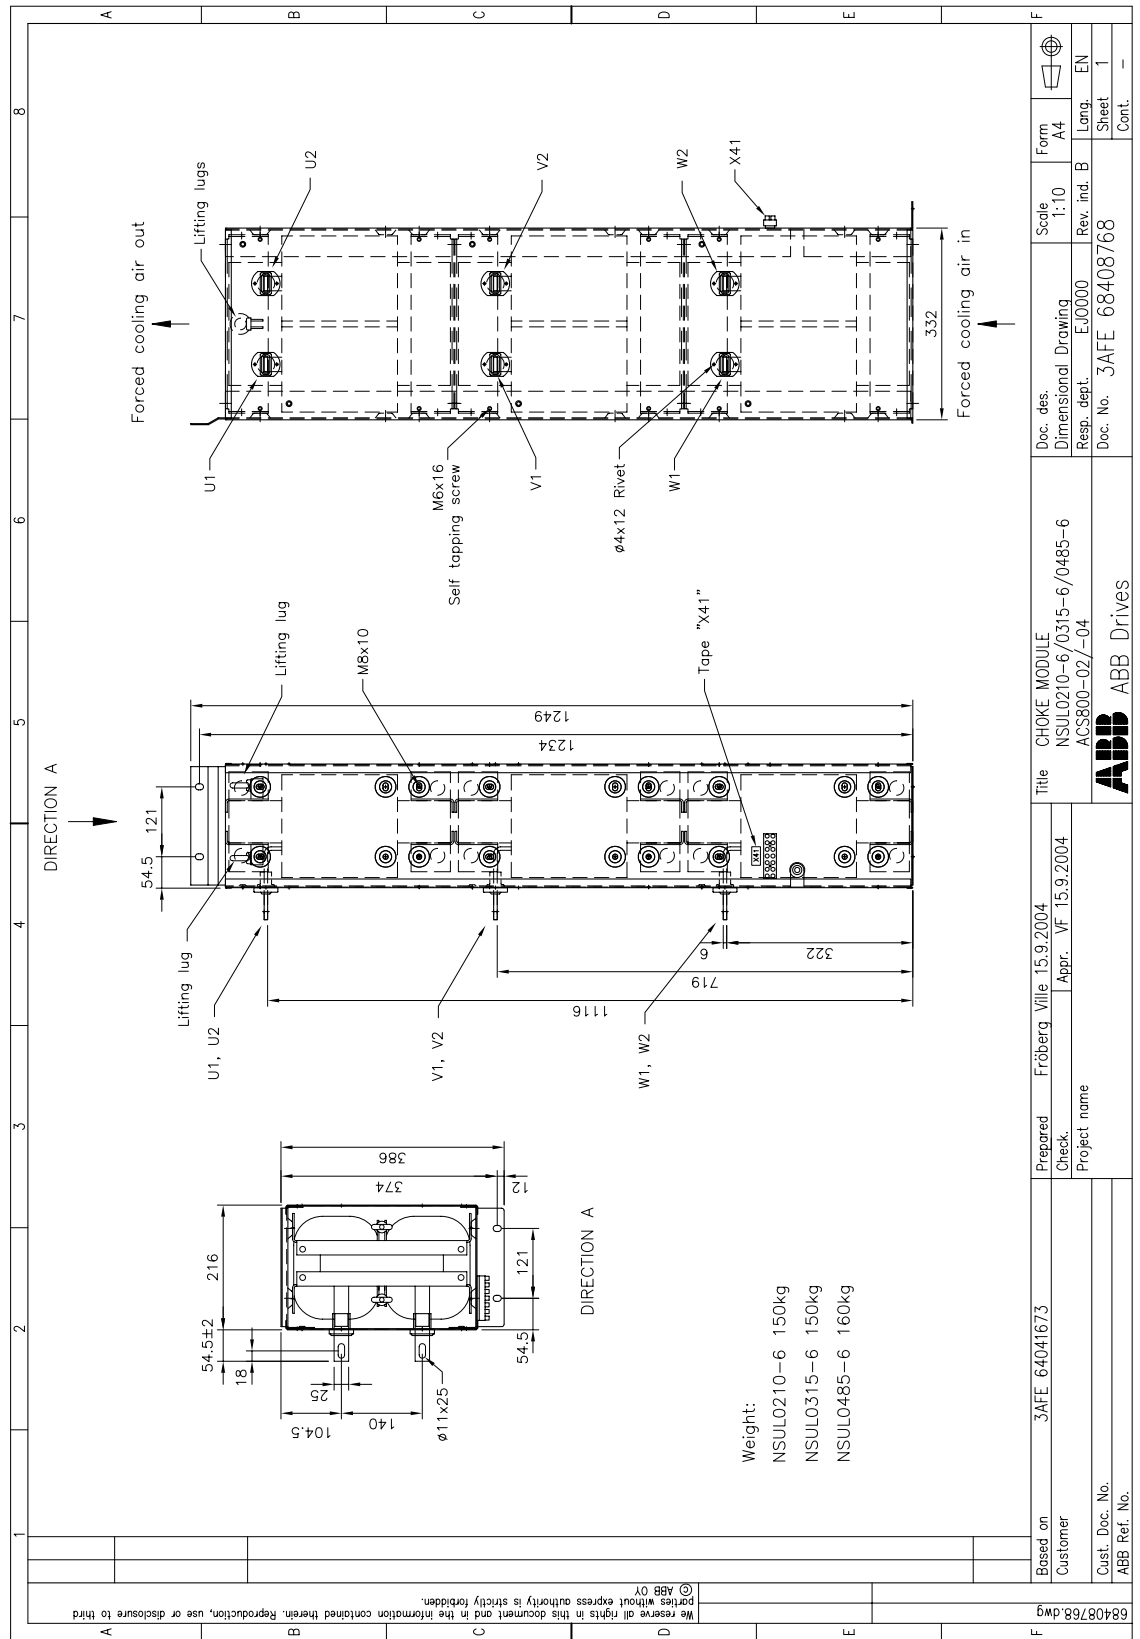 8
7
6
5
4
3
2
1
A
B
C
D
E
F
A
B
C
D
E
F
Forced cooling air out
Lifting lugs
U2
V2
W2
X41
U1
V1
W1
M6x16
Self tapping screw
ø4x12 Rivet
332
Forced cooling air in
DIRECTION A
121
54.5
Lifting lug
M8x10
1249
1234
Tape "X41"
X41
Lifting lug
U1, U2
V1, V2
W1, W2
6
322
719
1116
386
374
12
216
54.5±2
18
25
104.5
140
ø11x25
121
54.5
DIRECTION A
Weight:
NSUL0210-6 150kg
NSUL0315-6 150kg
NSUL0485-6 160kg
Based on
3AFE 64041673
Customer
Cust. Doc. No.
ABB Ref. No.
Prepared
Fröberg Ville 15.9.2004
Check.
Appr. VF 15.9.2004
Project name
Title
CHOKE MODULE
NSUL0210-6/0315-6/0485-6
ACS800-02/-04
ABB ABB Drives
Doc. des.
Dimensional Drawing
Resp. dept. EJ0000
Doc. No. 3AFE 68408768
Scale
1:10
Form
A4
Rev. ind. B
Lang. EN
Sheet 1
Cont. -
We reserve all rights in this document and in the information contained therein. Reproduction, use or disclosure to third
parties without express authority is strictly forbidden.
© ABB OY
68408768.dwg